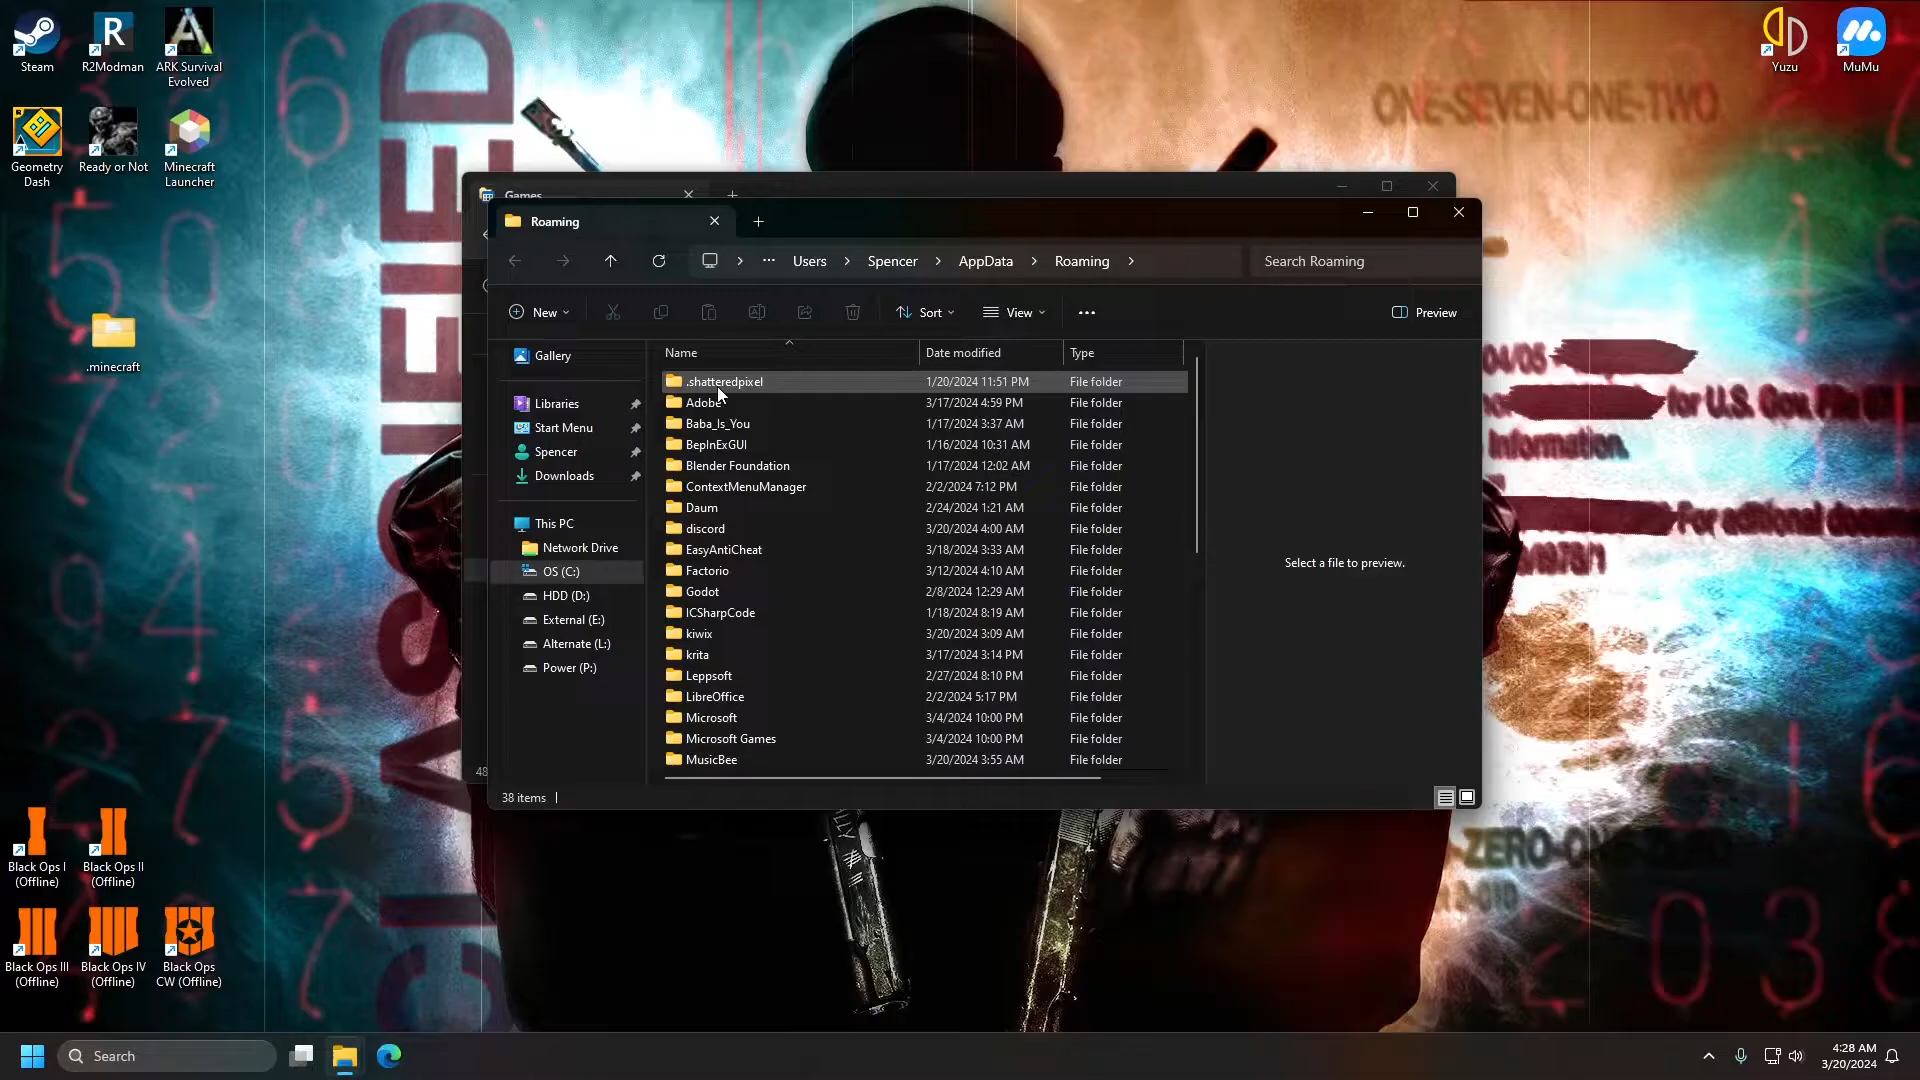 Steam
R2Modman
ARK Survival
Evolved
Geometry
Dash
Ready or Not
Minecraft
Launcher
.minecraft
Yuzu
MuMu
CLASSIFIED
ONE-SEVEN-ONE-TWO
Games
Roaming
Users
Spencer
AppData
Roaming
Search Roaming
New
Sort
View
Preview
Gallery
Libraries
Start Menu
Spencer
Downloads
This PC
Network Drive
OS (C:)
HDD (D:)
External (E:)
Alternate (L:)
Power (P:)
Name Date modified Type
.shatteredpixel 1/20/2024 11:51 PM File folder
Adobe 3/17/2024 4:59 PM File folder
Baba_Is_You 1/17/2024 3:37 AM File folder
BepInExGUI 1/16/2024 10:31 AM File folder
Blender Foundation 1/17/2024 12:02 AM File folder
ContextMenuManager 2/2/2024 7:12 PM File folder
Daum 2/24/2024 1:21 AM File folder
discord 3/20/2024 4:00 AM File folder
EasyAntiCheat 3/18/2024 3:33 AM File folder
Factorio 3/12/2024 4:10 AM File folder
Godot 2/8/2024 12:29 AM File folder
ICSharpCode 1/18/2024 8:19 AM File folder
kiwix 3/20/2024 3:09 AM File folder
krita 3/17/2024 3:14 PM File folder
Leppsoft 2/27/2024 8:10 PM File folder
LibreOffice 2/2/2024 5:17 PM File folder
Microsoft 3/4/2024 10:00 PM File folder
Microsoft Games 3/4/2024 10:00 PM File folder
MusicBee 3/20/2024 3:55 AM File folder
Select a file to preview.
48
38 items
04/05
for U.S. Gov.
Information.
For additional
Black Ops I
(Offline)
Black Ops II
(Offline)
Black Ops III
(Offline)
Black Ops IV
(Offline)
Black Ops
CW (Offline)
Search
4:28 AM
3/20/2024